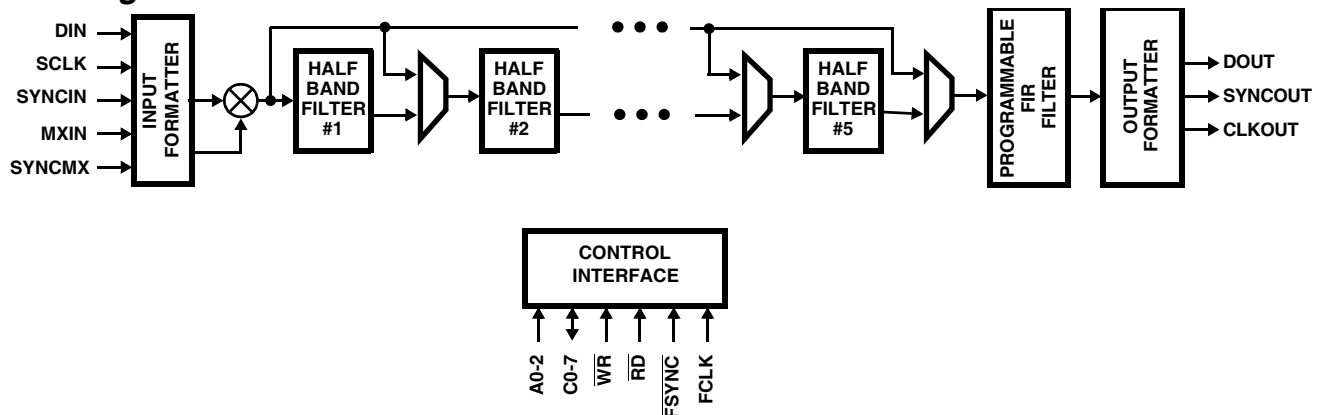 DIN
SCLK
SYNCIN
MXIN
SYNCMX
INPUT
FORMATTER
HALF
BAND
FILTER
#1
HALF
BAND
FILTER
#2
HALF
BAND
FILTER
#5
PROGRAMMABLE
FIR
FILTER
OUTPUT
FORMATTER
DOUT
SYNCOUT
CLKOUT
CONTROL
INTERFACE
A0-2
C0-7
WR
RD
FSYNC
FCLK